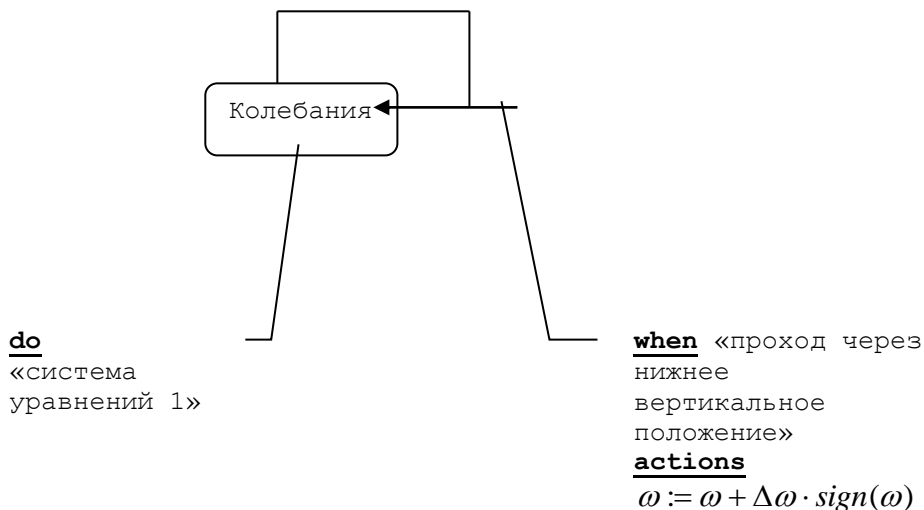 Колебания
do
«система
уравнений 1»
when «проход через
нижнее
вертикальное
положение»
actions
ω := ω + Δω · sign(ω)